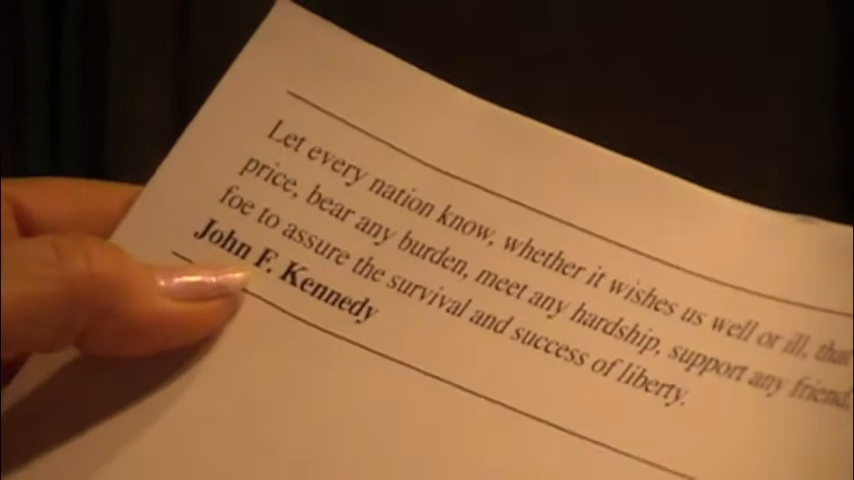 Let every nation know, whether it wishes us well or ill, that
price, bear any burden, meet any hardship, support any friend,
foe to assure the survival and success of liberty.
John F. Kennedy